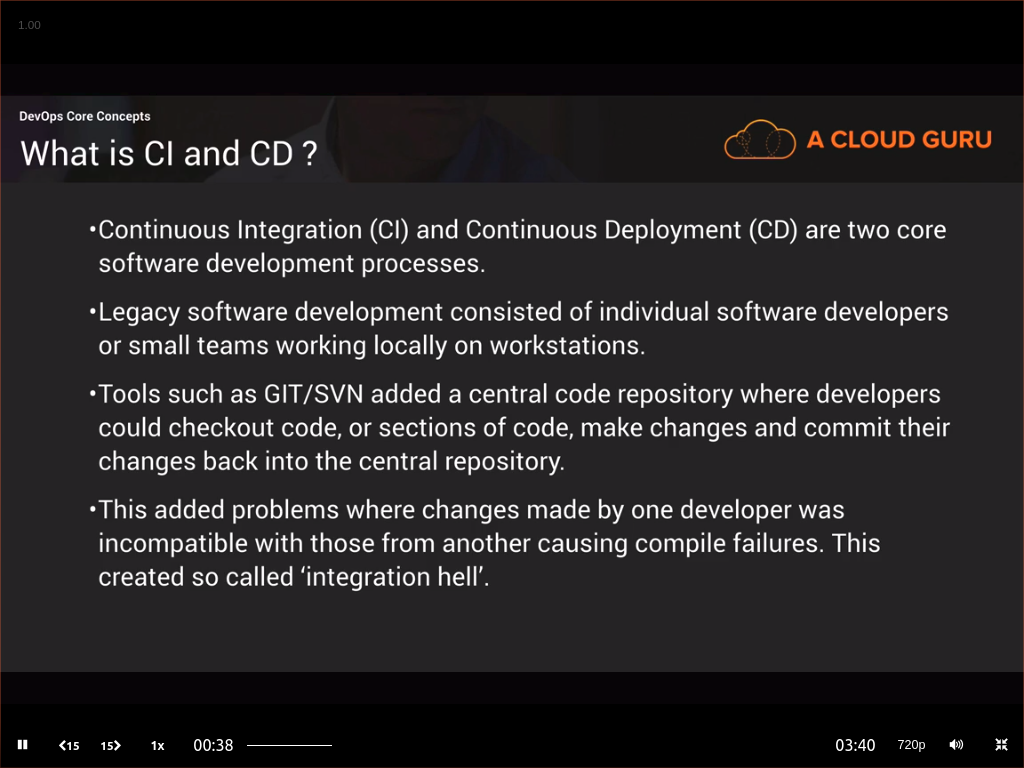 1.00
DevOps Core Concepts
What is CI and CD ?
A CLOUD GURU
•Continuous Integration (CI) and Continuous Deployment (CD) are two core
software development processes.
•Legacy software development consisted of individual software developers
or small teams working locally on workstations.
•Tools such as GIT/SVN added a central code repository where developers
could checkout code, or sections of code, make changes and commit their
changes back into the central repository.
•This added problems where changes made by one developer was
incompatible with those from another causing compile failures. This
created so called ‘integration hell’.
15 15 1x 00:38 03:40 720p